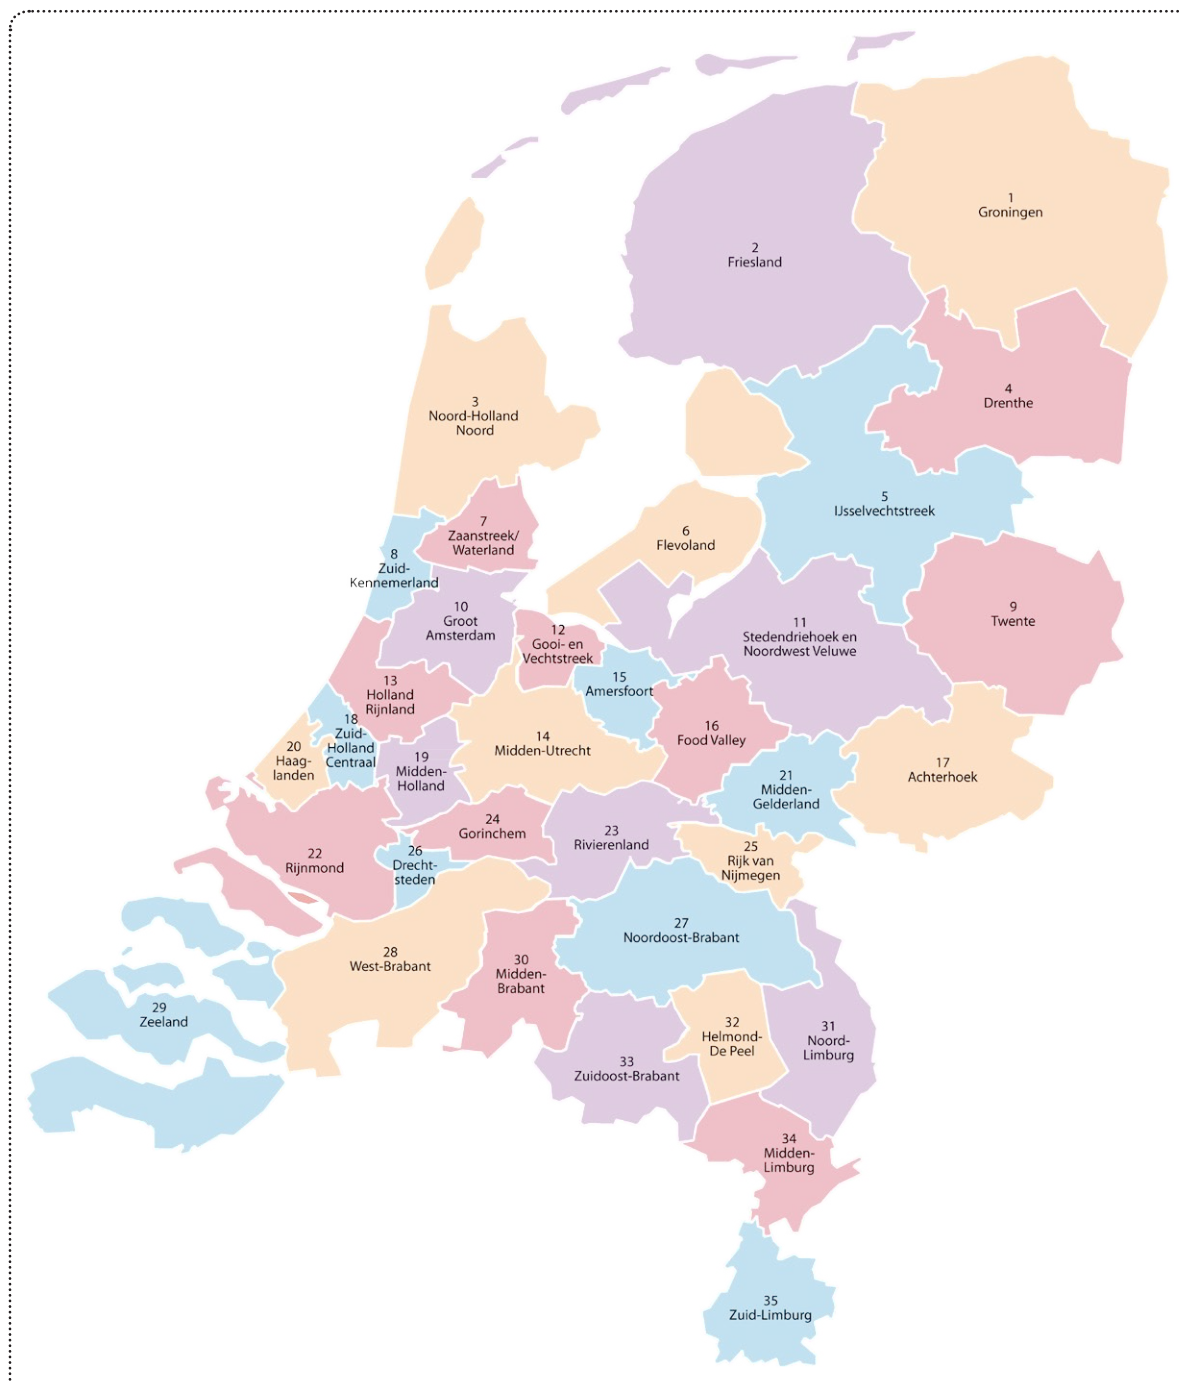 1
Groningen
2
Friesland
3
Noord-Holland
Noord
4
Drenthe
5
IJsselvechtstreek
6
Flevoland
7
Zaanstreek/
Waterland
8
Zuid-
Kennemerland
9
Twente
10
Groot
Amsterdam
11
Stedendriehoek en
Noordwest Veluwe
12
Gooi- en
Vechtstreek
13
Holland
Rijnland
14
Midden-Utrecht
15
Amersfoort
16
Food Valley
17
Achterhoek
18
Zuid-
Holland
Centraal
19
Midden-
Holland
20
Haag-
landen
21
Midden-
Gelderland
22
Rijnmond
23
Rivierenland
24
Gorinchem
25
Rijk van
Nijmegen
26
Drecht-
steden
27
Noordoost-Brabant
28
West-Brabant
29
Zeeland
30
Midden-
Brabant
31
Noord-
Limburg
32
Helmond-
De Peel
33
Zuidoost-Brabant
34
Midden-
Limburg
35
Zuid-Limburg